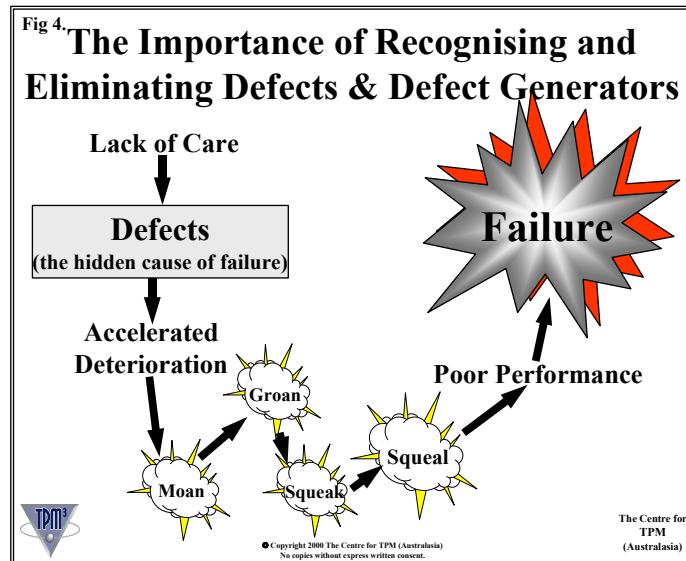 Fig 4.
The Importance of Recognising and
Eliminating Defects & Defect Generators
Lack of Care
Defects
(the hidden cause of failure)
Accelerated
Deterioration
Moan
Groan
Squeak
Squeal
Poor Performance
Failure
TPM³
© Copyright 2000 The Centre for TPM (Australasia)
No copies without express written consent.
The Centre for
TPM
(Australasia)